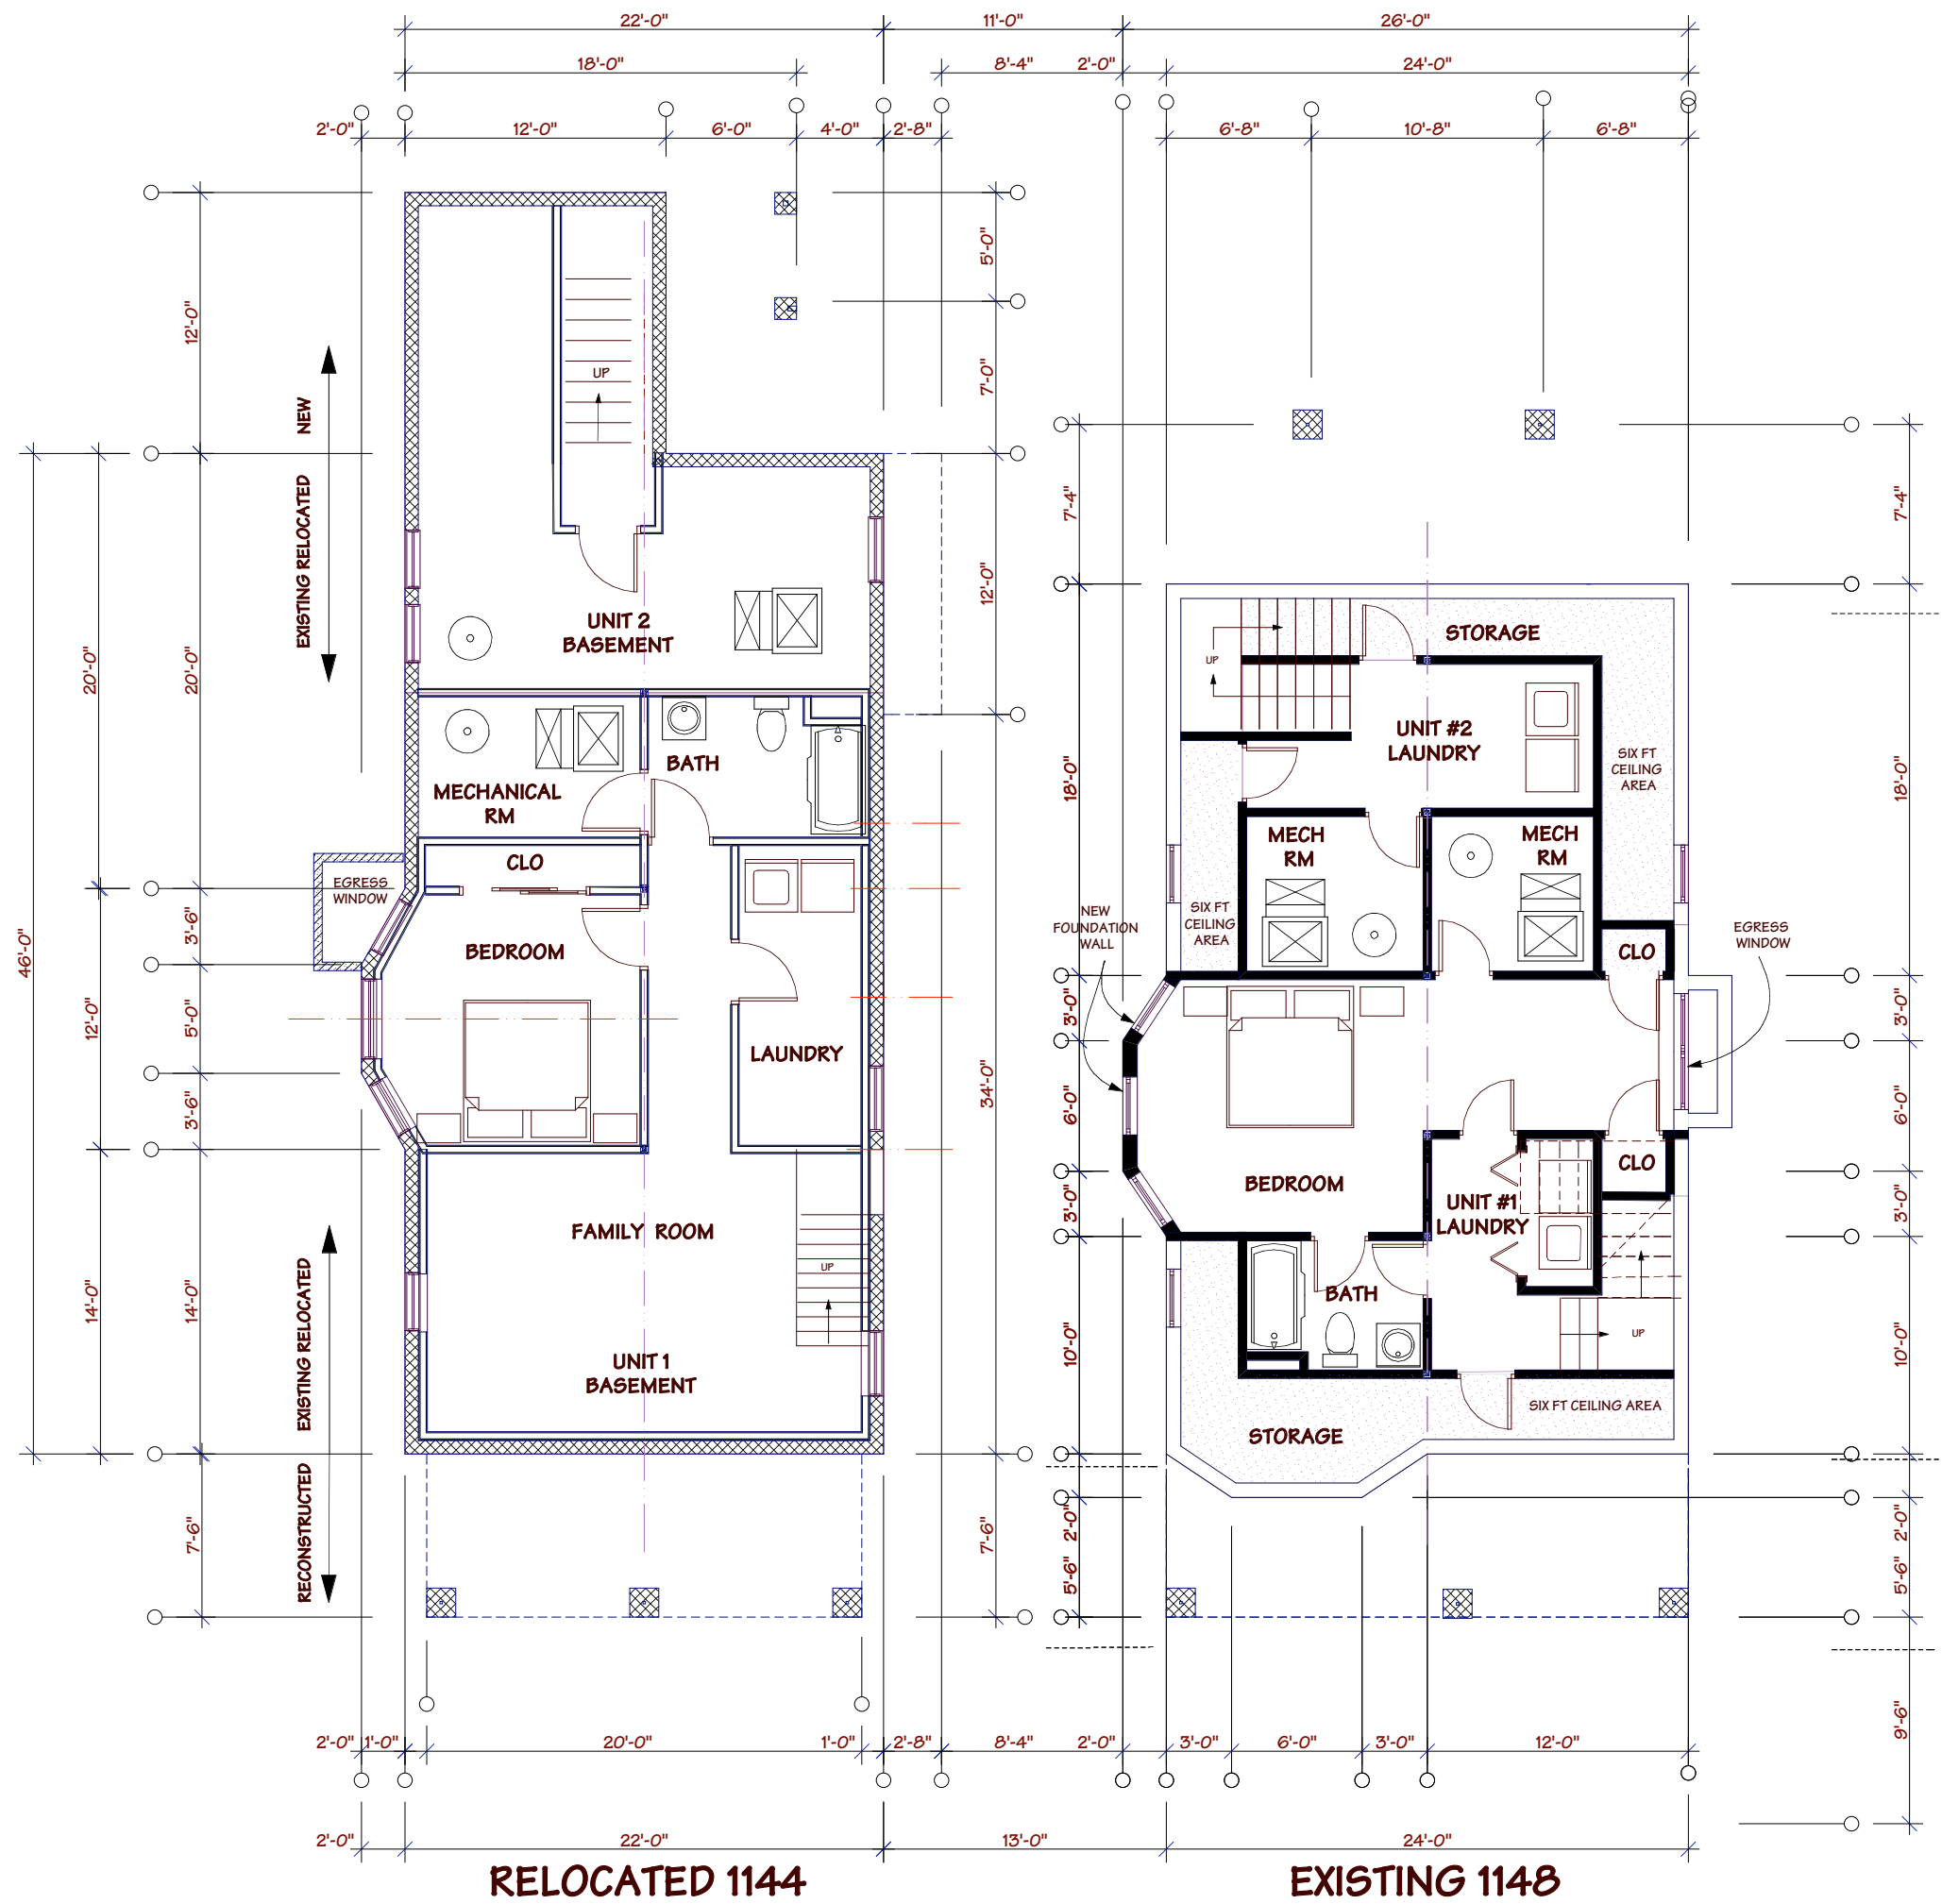 22'-0"
11'-0"
26'-0"
18'-0"
8'-4"
2'-0"
24'-0"
2'-0"
12'-0"
6'-0"
4'-0"
2'-8"
6'-8"
10'-8"
6'-8"
12'-0"
NEW
EXISTING RELOCATED
UP
5'-0"
7'-0"
7'-4"
7'-4"
20'-0"
20'-0"
12'-0"
UNIT 2
BASEMENT
STORAGE
UP
UNIT #2
LAUNDRY
SIX FT
CEILING
AREA
18'-0"
18'-0"
MECHANICAL
RM
BATH
CLO
EGRESS
WINDOW
MECH
RM
MECH
RM
SIX FT
CEILING
AREA
NEW
FOUNDATION
WALL
CLO
EGRESS
WINDOW
46'-0"
12'-0"
3'-6"
5'-0"
3'-6"
BEDROOM
LAUNDRY
34'-0"
3'-0"
6'-0"
3'-0"
3'-0"
6'-0"
3'-0"
BEDROOM
CLO
UNIT #1
LAUNDRY
FAMILY ROOM
UP
14'-0"
14'-0"
EXISTING RELOCATED
BATH
UP
10'-0"
10'-0"
UNIT 1
BASEMENT
SIX FT CEILING AREA
STORAGE
RECONSTRUCTED
7'-6"
7'-6"
2'-0"
5'-6"
2'-0"
5'-6"
9'-6"
2'-0"
1'-0"
20'-0"
1'-0"
2'-8"
8'-4"
2'-0"
3'-0"
6'-0"
3'-0"
12'-0"
2'-0"
22'-0"
13'-0"
24'-0"
RELOCATED 1144
EXISTING 1148